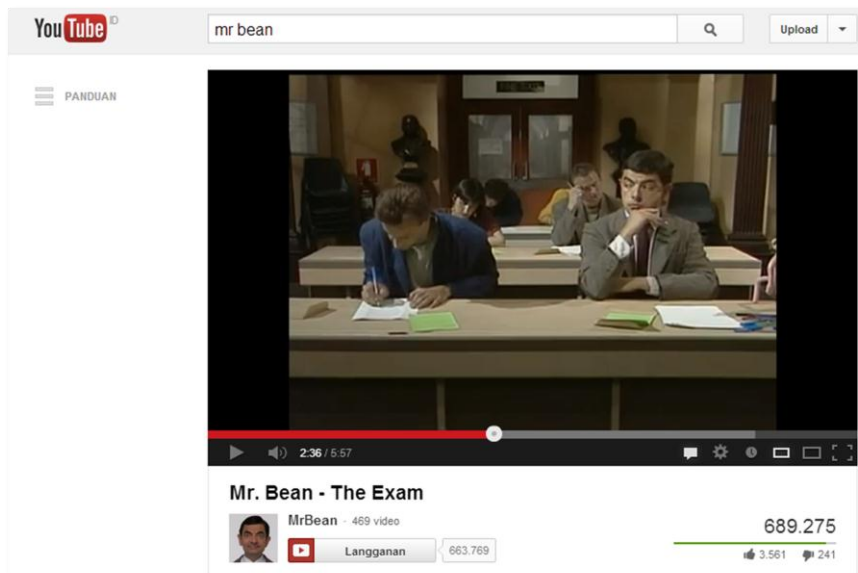 YouTube ID
mr bean
Upload
PANDUAN
2:36 / 5:57
Mr. Bean - The Exam
MrBean · 469 video
Langganan 663.769
689.275
3.561 241